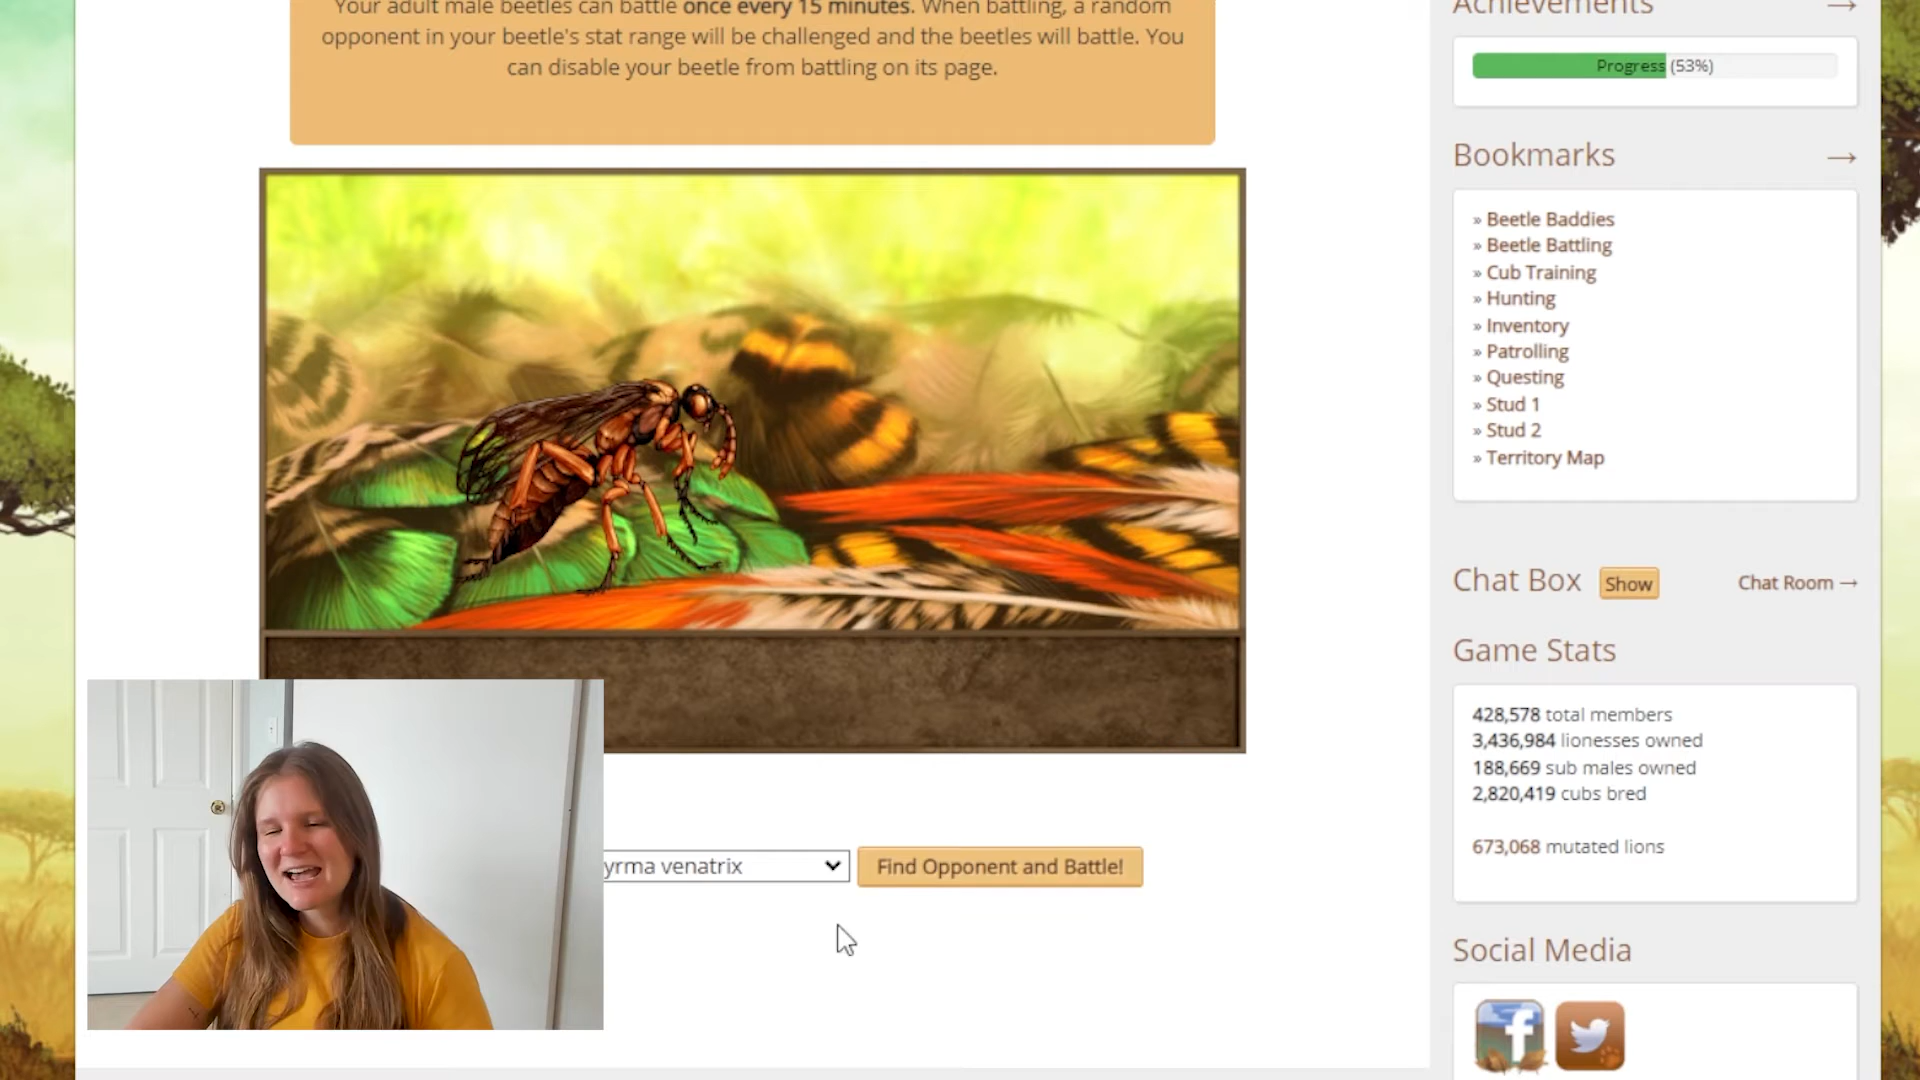 Your adult male beetles can battle once every 15 minutes. When battling, a random
opponent in your beetle's stat range will be challenged and the beetles will battle. You
can disable your beetle from battling on its page.
yrma venatrix
Find Opponent and Battle!
Achievements →
Progress (53%)
Bookmarks →
» Beetle Baddies
» Beetle Battling
» Cub Training
» Hunting
» Inventory
» Patrolling
» Questing
» Stud 1
» Stud 2
» Territory Map
Chat Box Show Chat Room →
Game Stats
428,578 total members
3,436,984 lionesses owned
188,669 sub males owned
2,820,419 cubs bred
673,068 mutated lions
Social Media